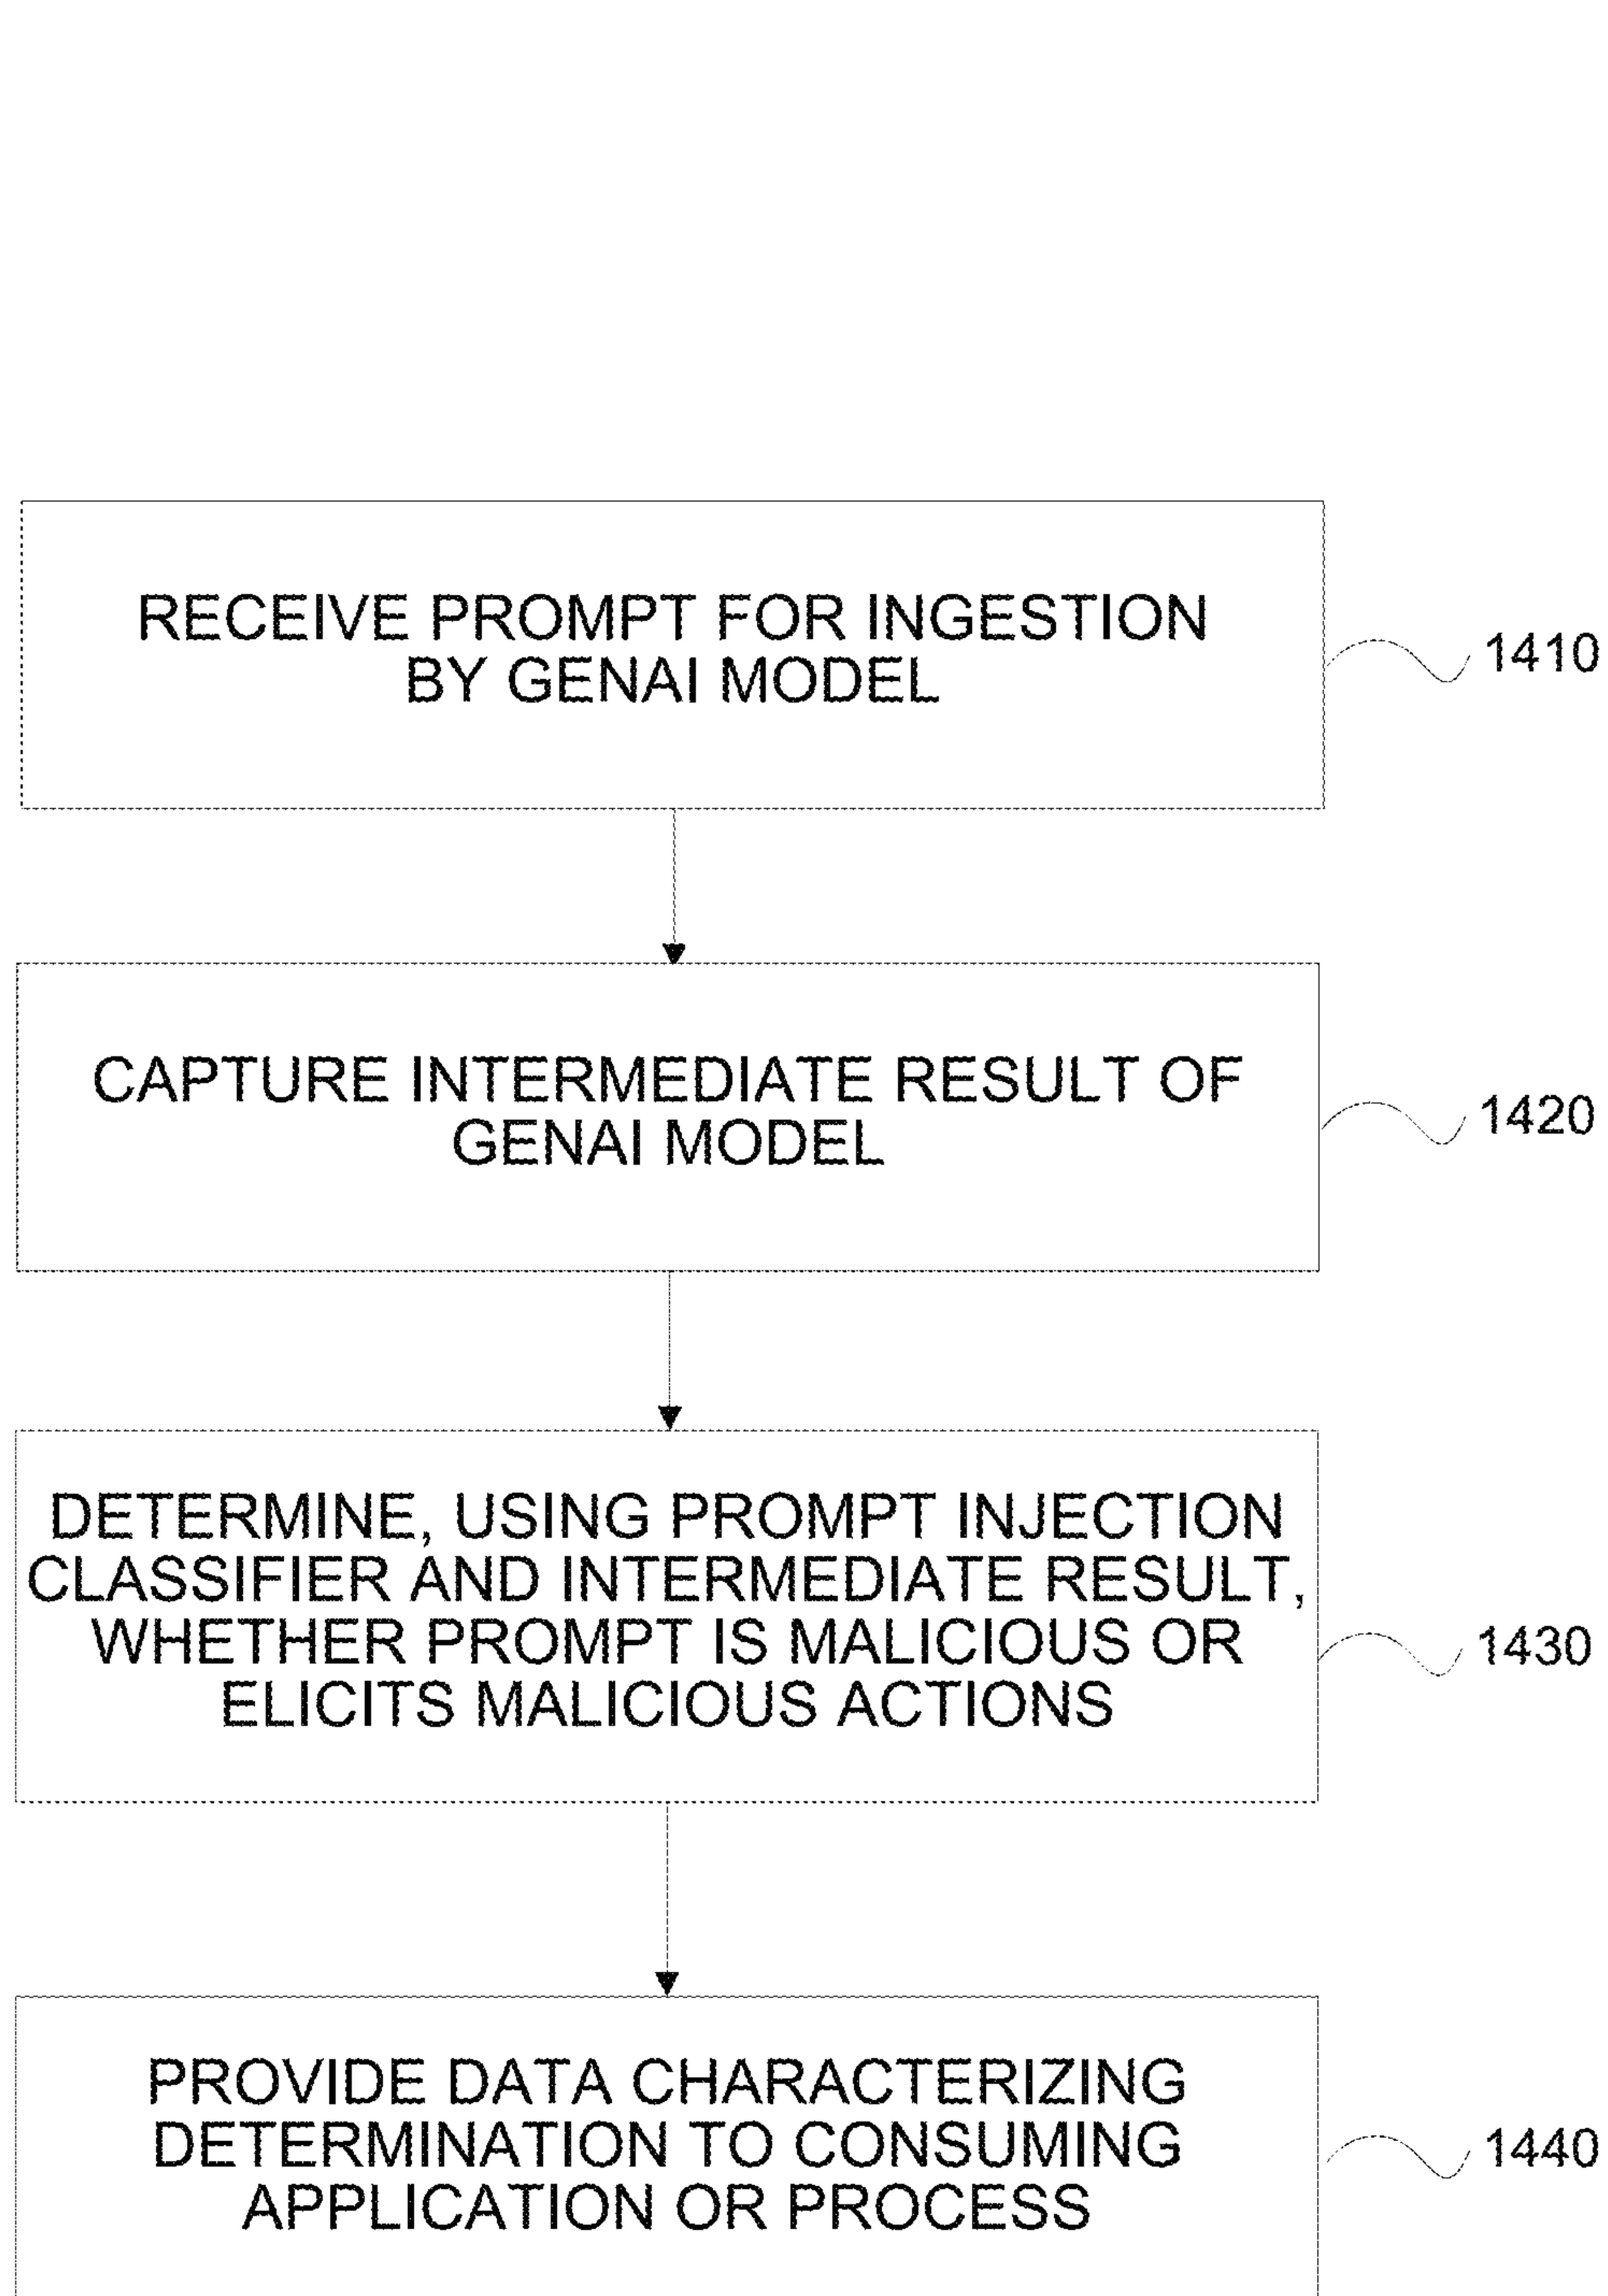 RECEIVE PROMPT FOR INGESTION
BY GENAI MODEL
1410
CAPTURE INTERMEDIATE RESULT OF
GENAI MODEL
1420
DETERMINE, USING PROMPT INJECTION
CLASSIFIER AND INTERMEDIATE RESULT,
WHETHER PROMPT IS MALICIOUS OR
ELICITS MALICIOUS ACTIONS
1430
PROVIDE DATA CHARACTERIZING
DETERMINATION TO CONSUMING
APPLICATION OR PROCESS
1440